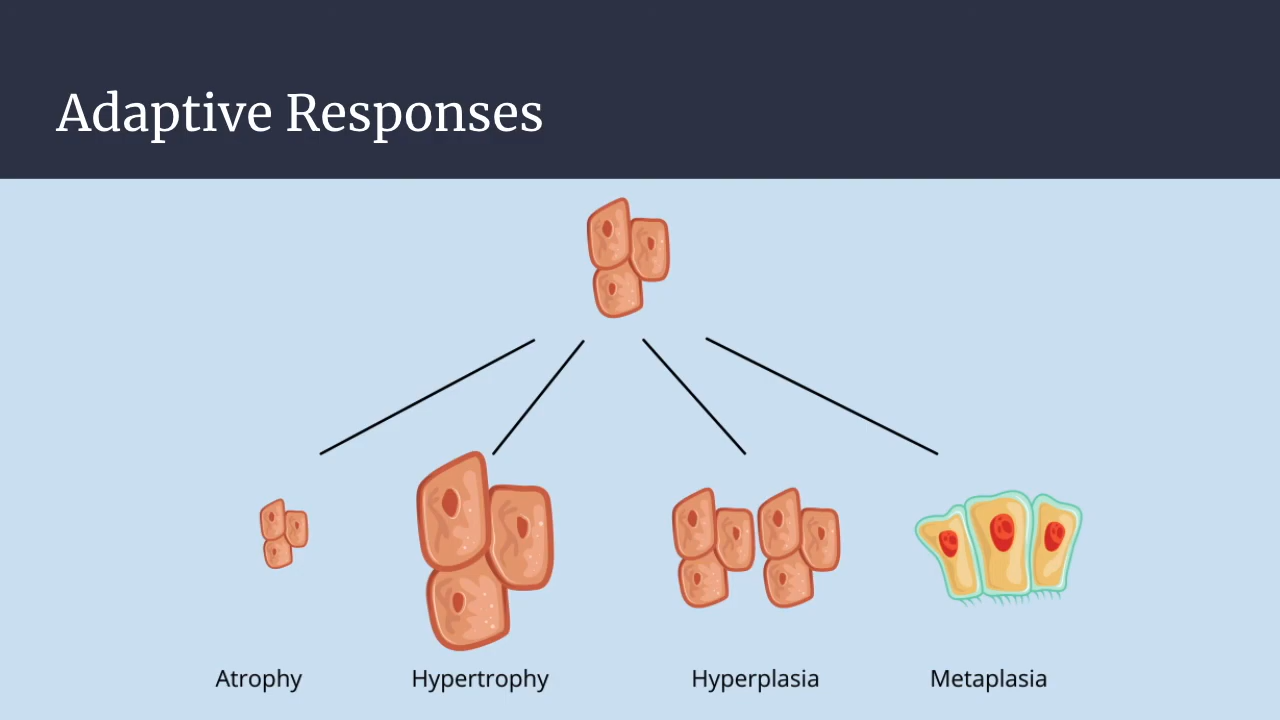 Adaptive Responses
Atrophy
Hypertrophy
Hyperplasia
Metaplasia